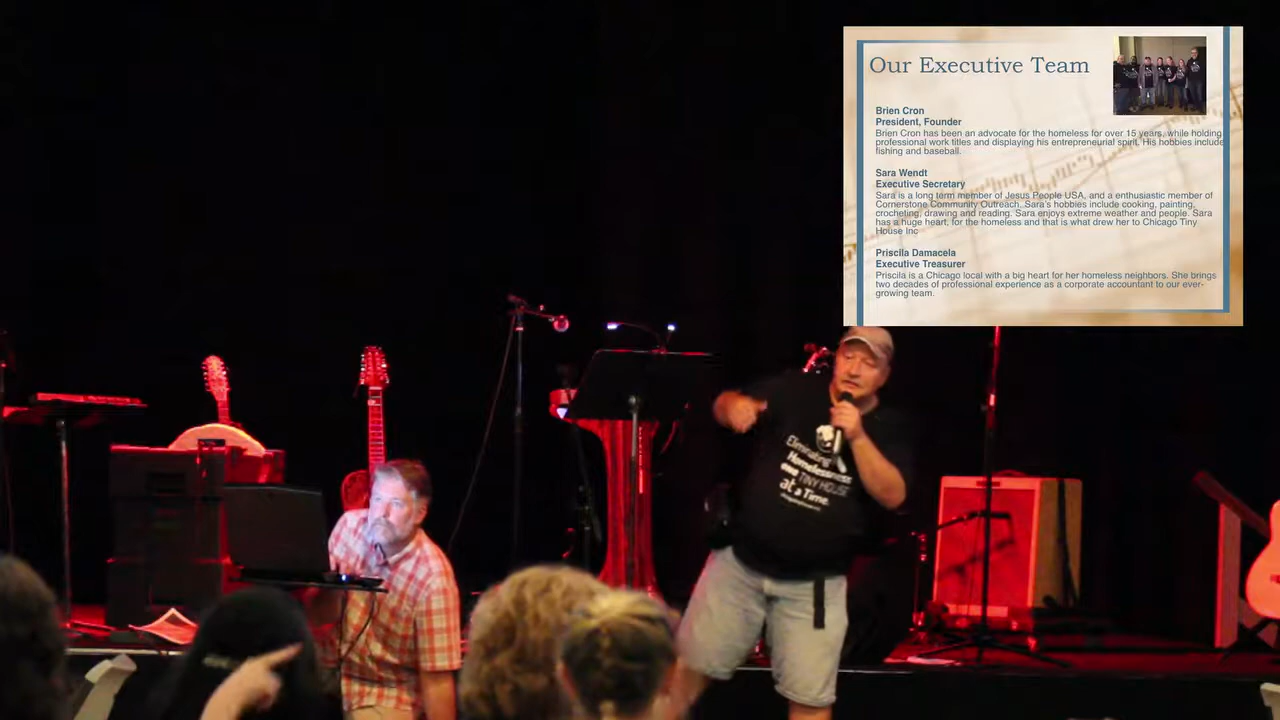 Our Executive Team
Brien Cron
President, Founder
Brien Cron has been an advocate for the homeless for over 15 years, while holding
professional work titles and displaying his entrepreneurial spirit. His hobbies include
fishing and baseball.
Sara Wendt
Executive Secretary
Sara is a long term member of Jesus People USA, and a enthusiastic member of
Cornerstone Community Outreach. Sara's hobbies include cooking, painting,
crocheting, drawing and reading. Sara enjoys extreme weather and people. Sara
has a huge heart, for the homeless and that is what drew her to Chicago Tiny
House Inc
Priscila Damacela
Executive Treasurer
Priscila is a Chicago local with a big heart for her homeless neighbors. She brings
two decades of professional experience as a corporate accountant to our ever-
growing team.
Eliminating
Homelessness
one TINY HOUSE
at a Time.